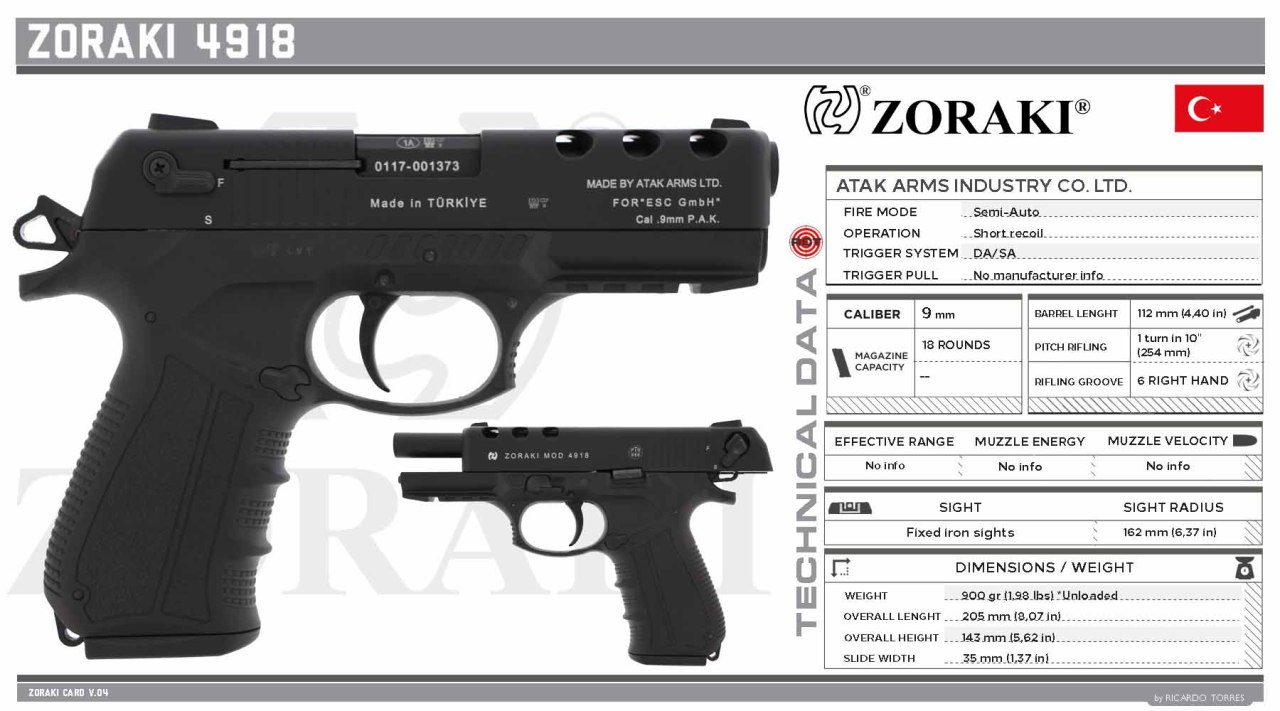 ZORAKI 4918
ZORAKI®
0117-001373
Made in TÜRKİYE
MADE BY ATAK ARMS LTD.
FOR"ESC GmbH"
Cal .9mm P.A.K.
F
S
1A
ZORAKI MOD 4918
ZORAKI
TECHNICAL DATA
ATAK ARMS INDUSTRY CO. LTD.
FIRE MODE Semi-Auto
OPERATION Short recoil
TRIGGER SYSTEM DA/SA
TRIGGER PULL No manufacturer info
CALIBER 9 mm
MAGAZINE CAPACITY 18 ROUNDS
--
BARREL LENGHT 112 mm (4,40 in)
PITCH RIFLING 1 turn in 10"
(254 mm)
RIFLING GROOVE 6 RIGHT HAND
EFFECTIVE RANGE MUZZLE ENERGY MUZZLE VELOCITY
No info No info No info
SIGHT SIGHT RADIUS
Fixed iron sights 162 mm (6,37 in)
DIMENSIONS / WEIGHT
WEIGHT 900 gr (1,98 lbs) *Unloaded
OVERALL LENGHT 205 mm (8,07 in)
OVERALL HEIGHT 143 mm (5,62 in)
SLIDE WIDTH 35 mm (1,37 in)
ZORAKI CARD V.04
by RICARDO TORRES